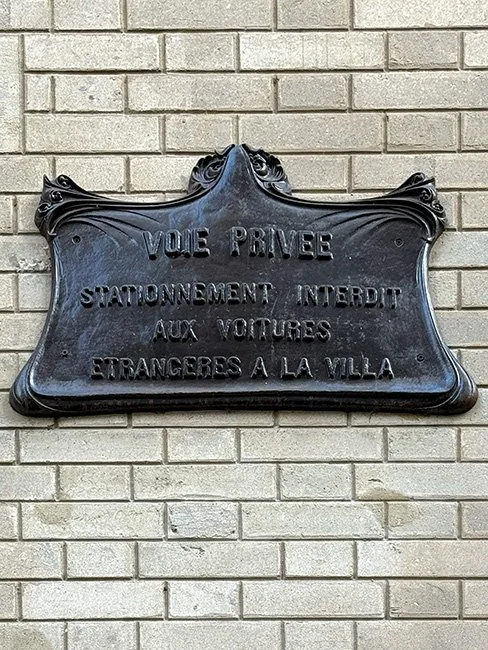 VOIE PRIVEE
STATIONNEMENT INTERDIT
AUX VOITURES
ETRANGERES A LA VILLA